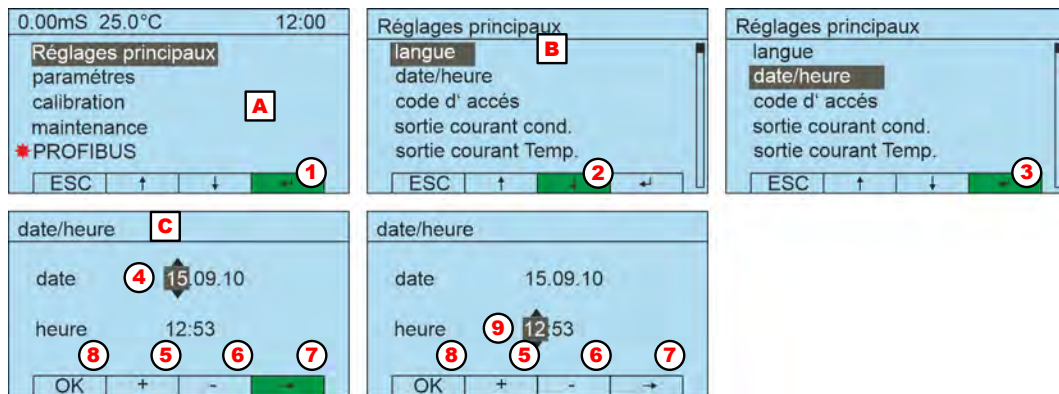 0.00mS 25.0°C 12:00
Réglages principaux
paramétres
calibration
A
maintenance
PROFIBUS
ESC ↑ ↓ ↵ 1
Réglages principaux
langue
B
date/heure
code d' accés
sortie courant cond.
sortie courant Temp.
ESC ↑ ↓ 2 ↵
Réglages principaux
langue
date/heure
code d' accés
sortie courant cond.
sortie courant Temp.
ESC ↑ ↓ ↵ 3
date/heure C
date 4 15.09.10
heure 12:53
8 5 6 7
OK + - →
date/heure
date 15.09.10
heure 9 12:53
8 5 6 7
OK + - →